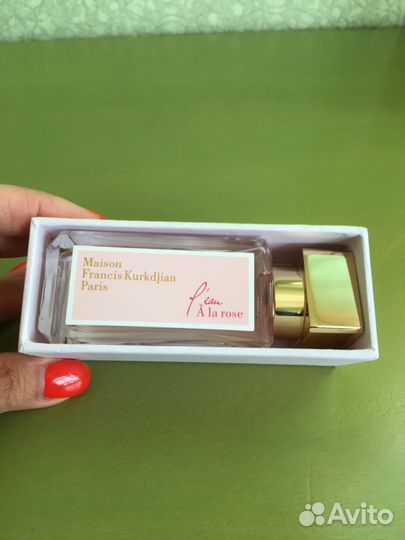 Maison
Francis Kurkdjian
Paris
l'eau
À la rose
Avito